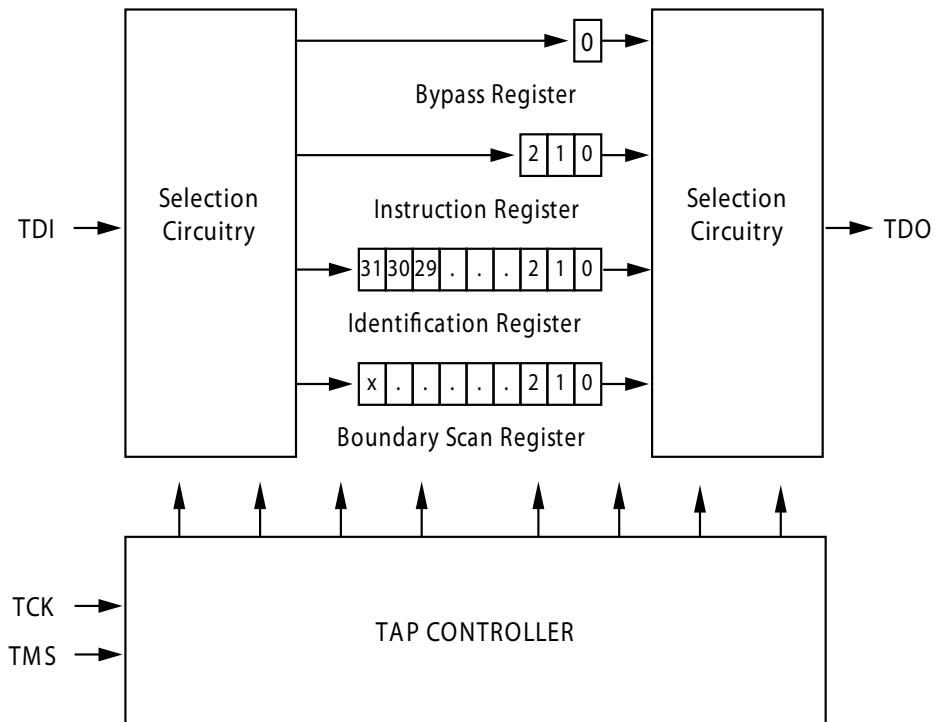 0
Bypass Register
2 1 0
Selection
Circuitry
Selection
Circuitry
TDI
TDO
Instruction Register
31 30 29 . . . 2 1 0
Identification Register
x . . . . . 2 1 0
Boundary Scan Register
TCK
TMS
TAP CONTROLLER